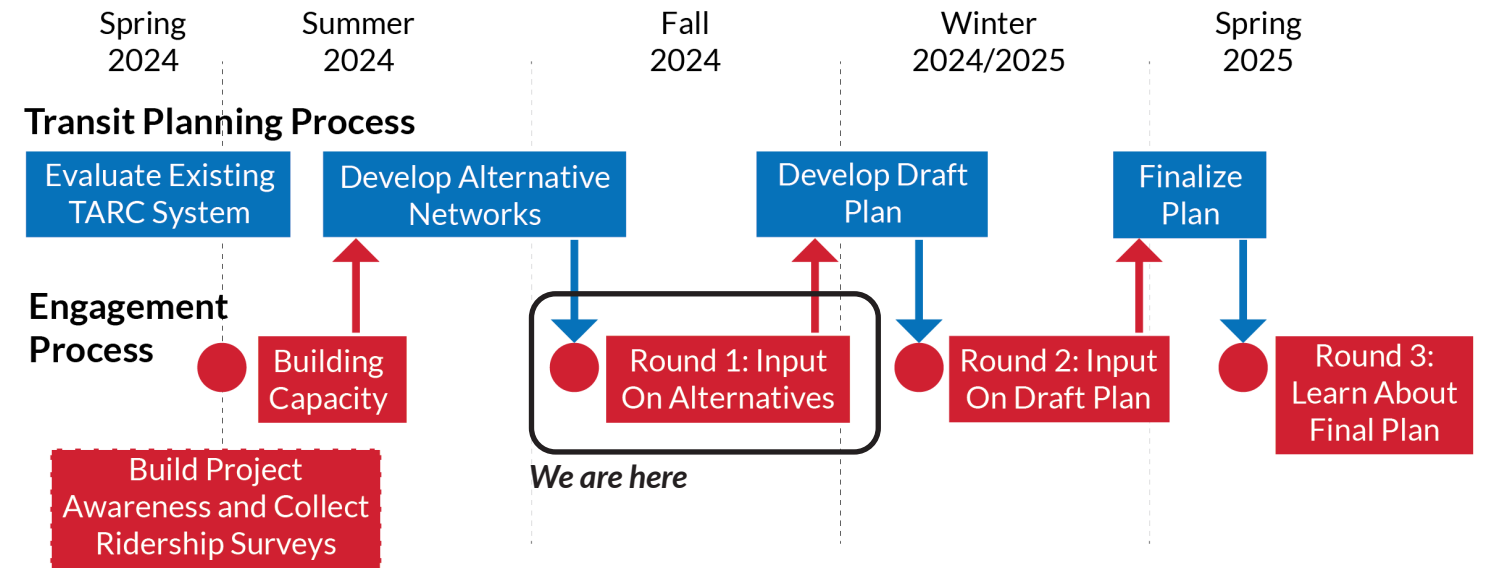 Spring
2024
Summer
2024
Fall
2024
Winter
2024/2025
Spring
2025
Transit Planning Process
Evaluate Existing
TARC System
Develop Alternative
Networks
Develop Draft
Plan
Finalize
Plan
Engagement
Process
Building
Capacity
Round 1: Input
On Alternatives
Round 2: Input
On Draft Plan
Round 3:
Learn About
Final Plan
We are here
Build Project
Awareness and Collect
Ridership Surveys